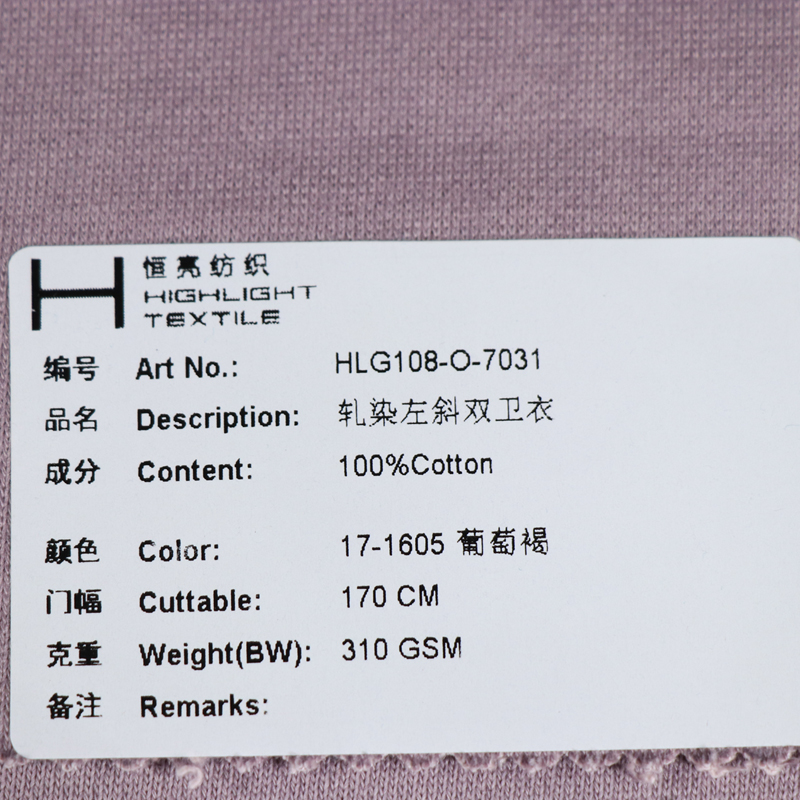 恒亮纺织
HIGHLIGHT
TEXTILE
编号 Art No.: HLG108-O-7031
品名 Description: 轧染左斜双卫衣
成分 Content: 100%Cotton
颜色 Color: 17-1605 葡萄褐
门幅 Cuttable: 170 CM
克重 Weight(BW): 310 GSM
备注 Remarks: